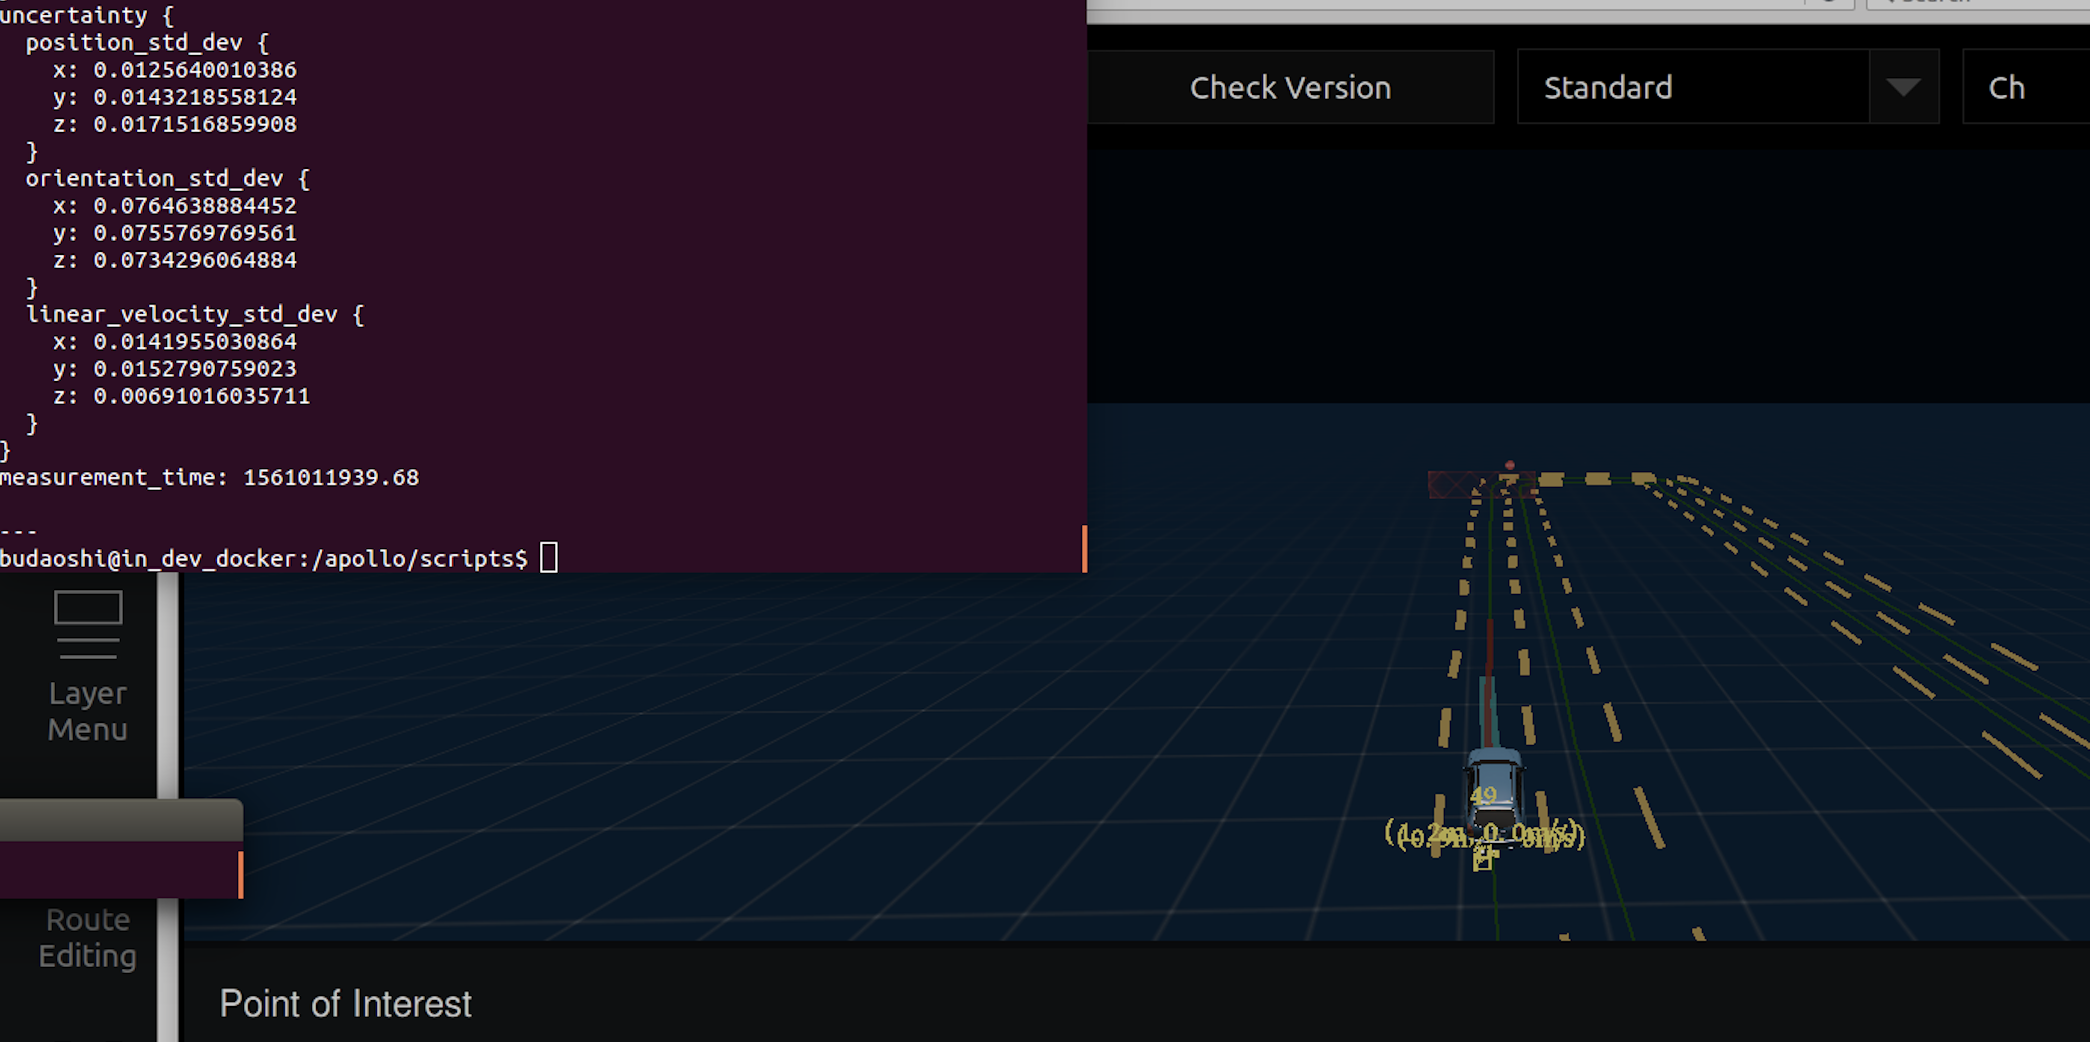 uncertainty {
position_std_dev {
x: 0.0125640010386
y: 0.0143218558124
z: 0.0171516859908
}
orientation_std_dev {
x: 0.0764638884452
y: 0.0755769769561
z: 0.0734296064884
}
linear_velocity_std_dev {
x: 0.0141955030864
y: 0.0152790759023
z: 0.00691016035711
}
}
measurement_time: 1561011939.68
---
budaoshi@in_dev_docker:/apollo/scripts$
Check Version
Standard
Ch
Layer
Menu
Route
Editing
49
Point of Interest